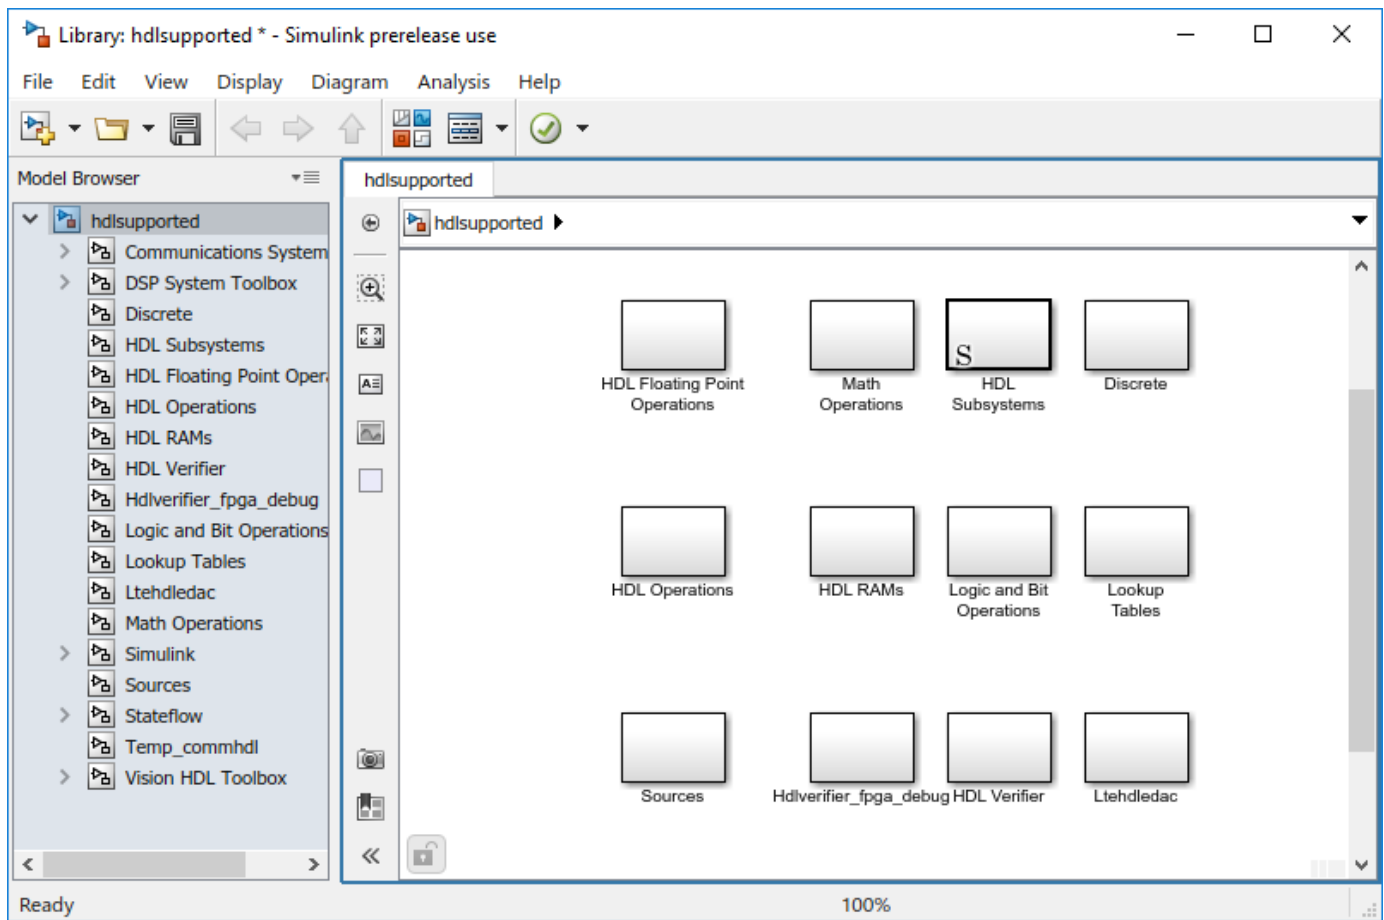 Library: hdlsupported * - Simulink prerelease use
File Edit View Display Diagram Analysis Help
Model Browser
hdlsupported
Communications System
DSP System Toolbox
Discrete
HDL Subsystems
HDL Floating Point Oper
HDL Operations
HDL RAMs
HDL Verifier
Hdlverifier_fpga_debug
Logic and Bit Operations
Lookup Tables
Ltehdledac
Math Operations
Simulink
Sources
Stateflow
Temp_commhdl
Vision HDL Toolbox
hdlsupported
hdlsupported
HDL Floating Point
Operations
Math
Operations
S
HDL
Subsystems
Discrete
HDL Operations
HDL RAMs
Logic and Bit
Operations
Lookup
Tables
Sources
Hdlverifier_fpga_debug
HDL Verifier
Ltehdledac
Ready
100%